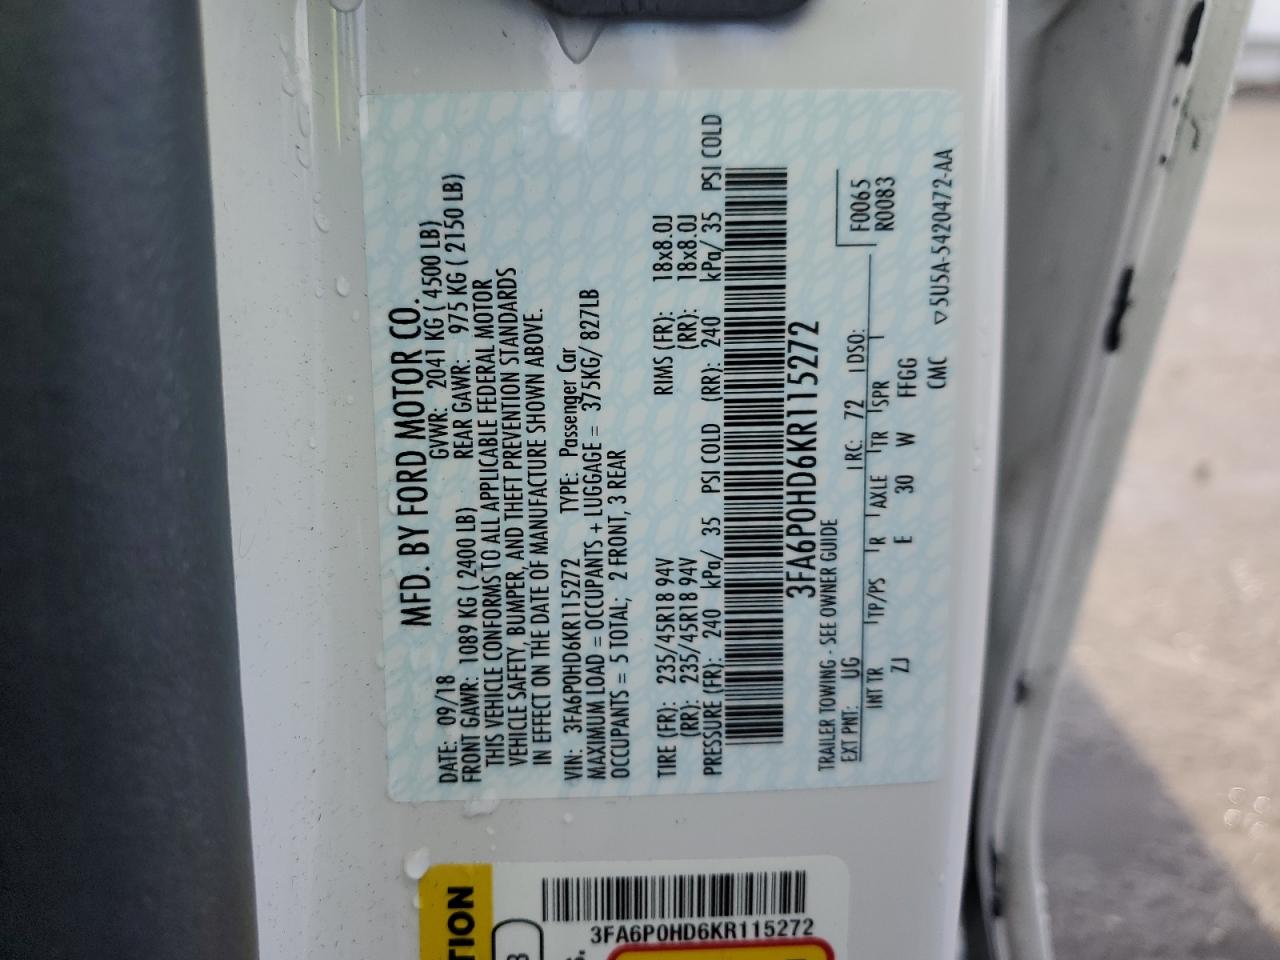 MFD. BY FORD MOTOR CO.
DATE: 09/18 GVWR: 2041 KG ( 4500 LB)
FRONT GAWR: 1089 KG ( 2400 LB) REAR GAWR: 975 KG ( 2150 LB)
THIS VEHICLE CONFORMS TO ALL APPLICABLE FEDERAL MOTOR
VEHICLE SAFETY, BUMPER, AND THEFT PREVENTION STANDARDS
IN EFFECT ON THE DATE OF MANUFACTURE SHOWN ABOVE.
VIN: 3FA6P0HD6KR115272 TYPE: Passenger Car
MAXIMUM LOAD = OCCUPANTS + LUGGAGE = 375KG/ 827LB
OCCUPANTS = 5 TOTAL; 2 FRONT, 3 REAR
TIRE (FR): 235/45R18 94V RIMS (FR): 18x8.0J
(RR): 235/45R18 94V (RR): 18x8.0J
PRESSURE (FR): 240 kPa/ 35 PSI COLD (RR): 240 kPa/ 35 PSI COLD
3FA6P0HD6KR115272
TRAILER TOWING - SEE OWNER GUIDE
EXT PNT: UG RC: 72 DSO: F0065
R0083
INT TR TP/PS R AXLE TR SPR
ZJ E 30 W FFGG
CMC ▽5U5A-5420472-AA
TION
3FA6P0HD6KR115272